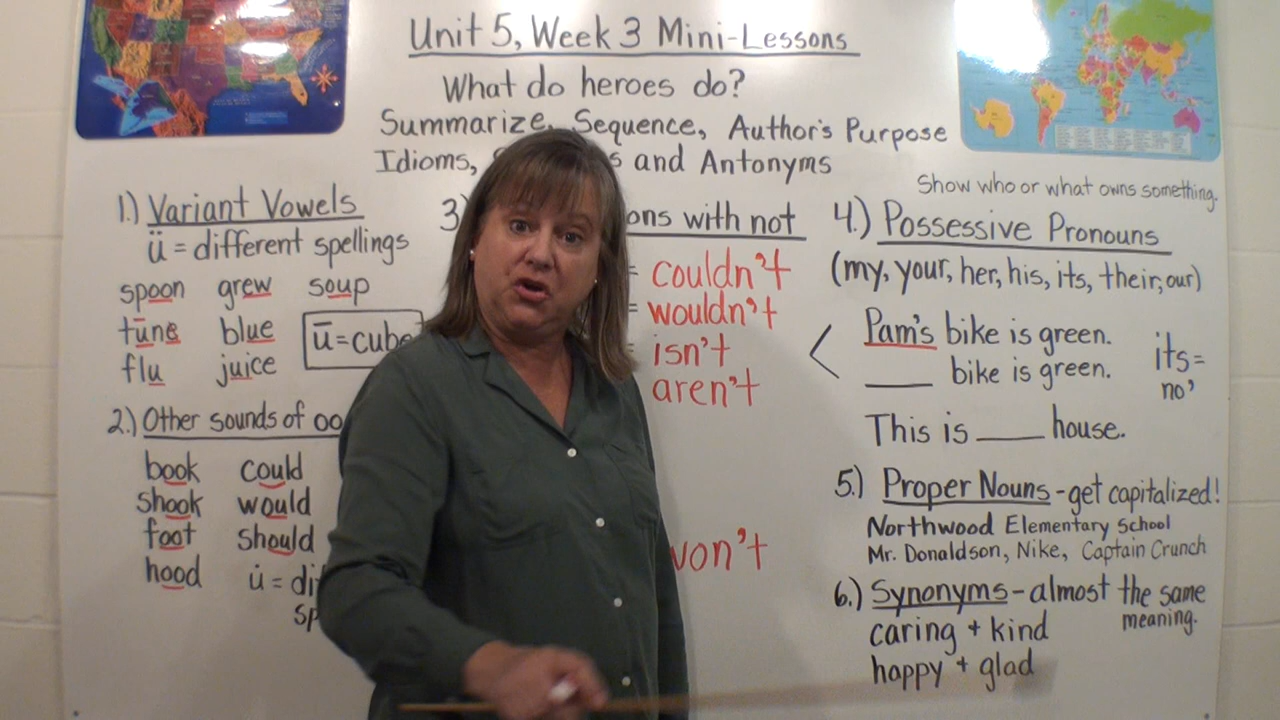 Unit 5, Week 3 Mini-Lessons
What do heroes do?
Summarize, Sequence, Author's Purpose
Idioms, and Antonyms
1.) Variant Vowels
ü = different spellings
spoon grew soup
tune blue
flu juice
ū = cube
2.) Other sounds of oo
book could
shook would
foot should
hood
3.) with not
= couldn't
= wouldn't
= isn't
aren't
won't
Show who or what owns something.
4.) Possessive Pronouns
(my, your, her, his, its, their, our)
< Pam's bike is green.
____ bike is green.
its =
no'
This is ____ house.
5.) Proper Nouns - get capitalized!
Northwood Elementary School
Mr. Donaldson, Nike, Captain Crunch
6.) Synonyms - almost the same
meaning.
caring + kind
happy + glad